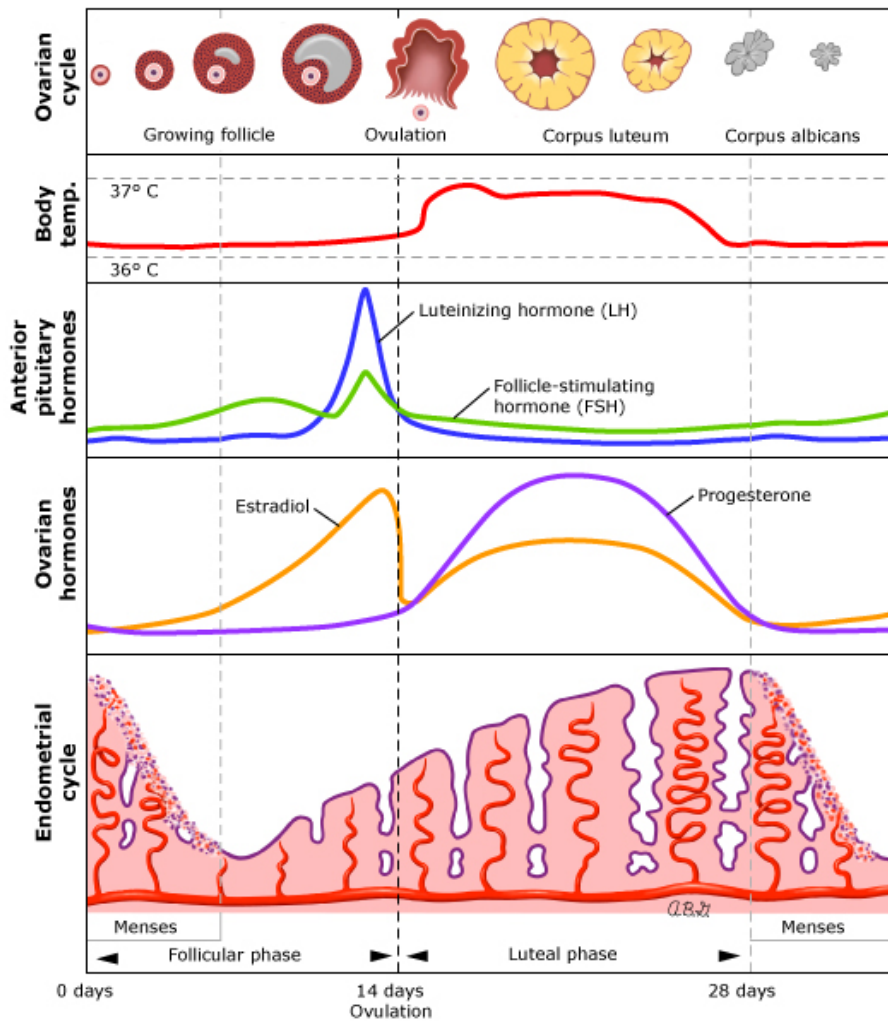 Ovarian
cycle
Growing follicle
Ovulation
Corpus luteum
Corpus albicans
Body
temp.
37° C
36° C
Anterior
pituitary
hormones
Luteinizing hormone (LH)
Follicle-stimulating
hormone (FSH)
Ovarian
hormones
Estradiol
Progesterone
Endometrial
cycle
Menses
Menses
Follicular phase
Luteal phase
0 days
14 days
Ovulation
28 days